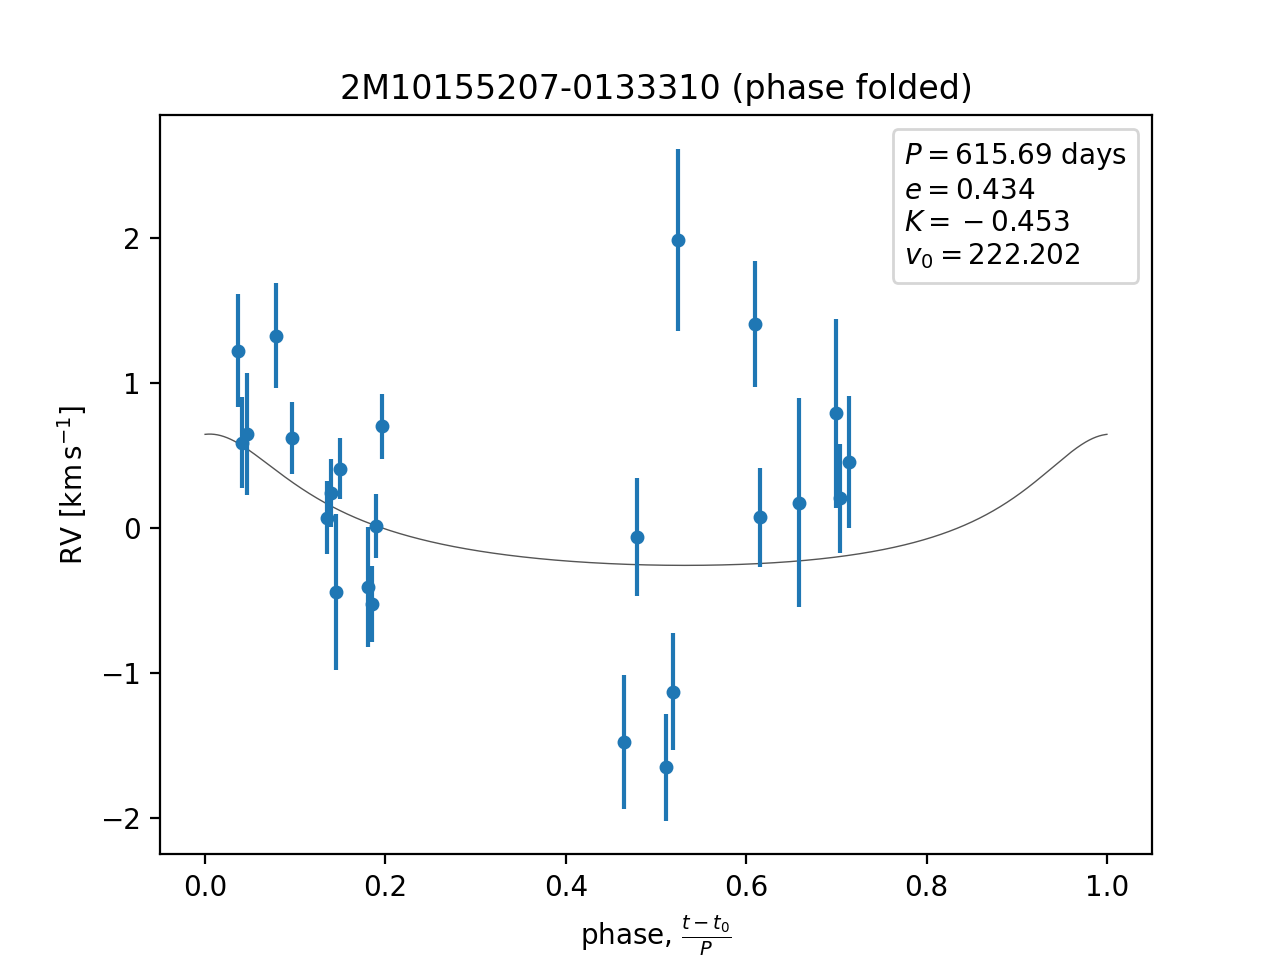 2M10155207-0133310 (phase folded)
P = 615.69 days
e = 0.434
K = −0.453
v₀ = 222.202
RV [km s⁻¹]
2
1
0
−1
−2
0.0 0.2 0.4 0.6 0.8 1.0
phase, (t − t₀)/P